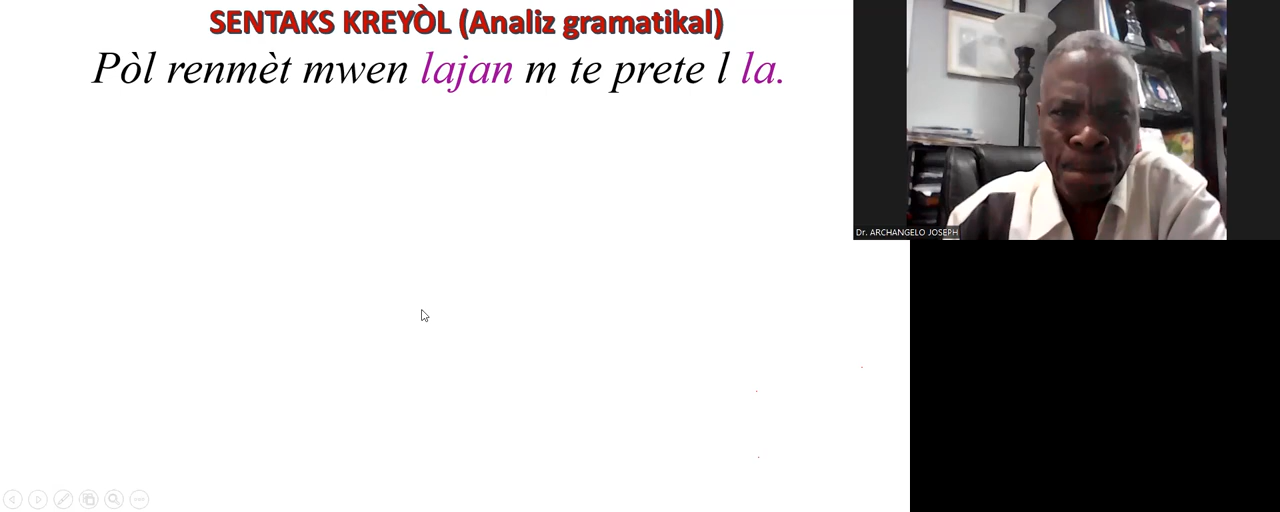 SENTAKS KREYÒL (Analiz gramatikal)
Pòl renmèt mwen lajan m te prete l la.
Dr. ARCHANGELO JOSEPH